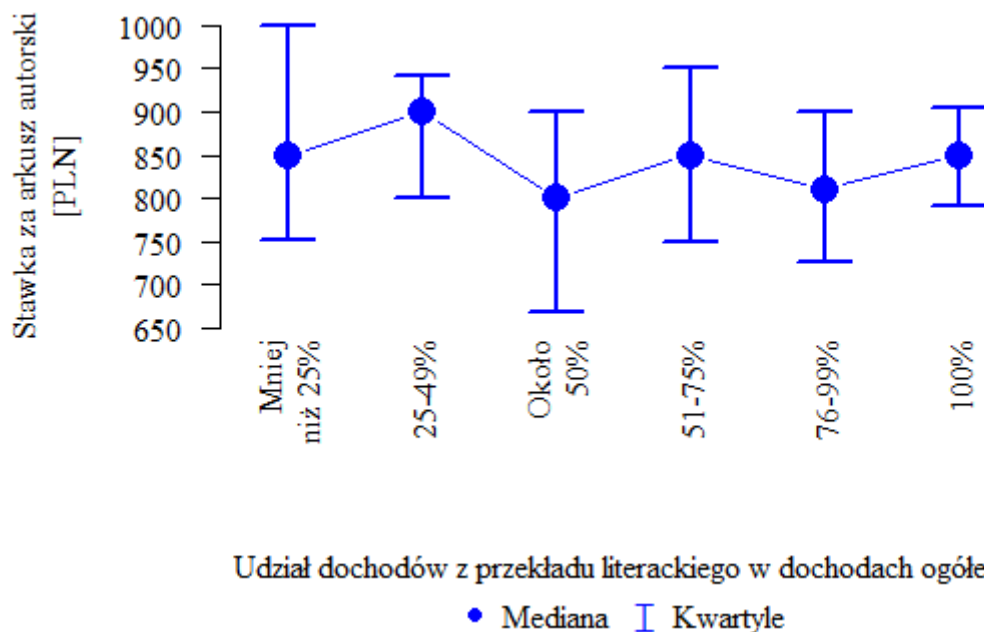 Stawka za arkusz autorski
[PLN]
1000
950
900
850
800
750
700
650
Mniej
niż 25%
25-49%
Około
50%
51-75%
76-99%
100%
Udział dochodów z przekładu literackiego w dochodach ogółe
Mediana
Kwartyle